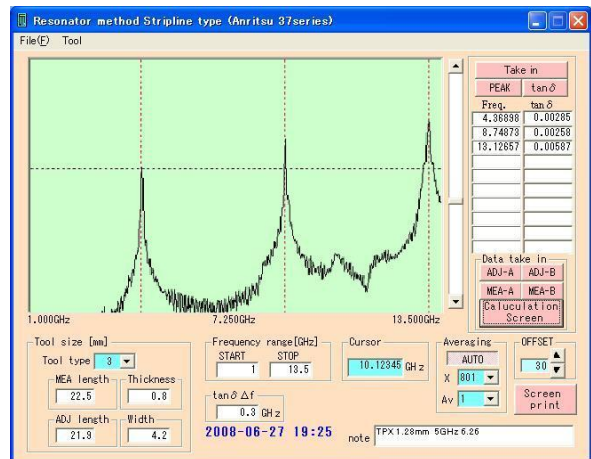 Resonator method Stripline type (Anritsu 37series)
File(F) Tool
Take in
PEAK tanδ
Freq. tanδ
4.36898 0.00285
8.74873 0.00258
13.12657 0.00587
Data take in
ADJ-A ADJ-B
MEA-A MEA-B
Caluculation
Screen
1.000GHz 7.250GHz 13.500GHz
Tool size [mm]
Tool type 3
MEA length Thickness
22.5 0.8
ADJ length Width
21.9 4.2
Frequency range[GHz]
START STOP
1 13.5
tanδ Δf
0.3 GHz
2008-06-27 19:25
Cursor
10.12345 GHz
Averaging
AUTO
X 801
Av 1
OFFSET
30
Screen
print
note TPX 1.28mm 5GHz 6.26